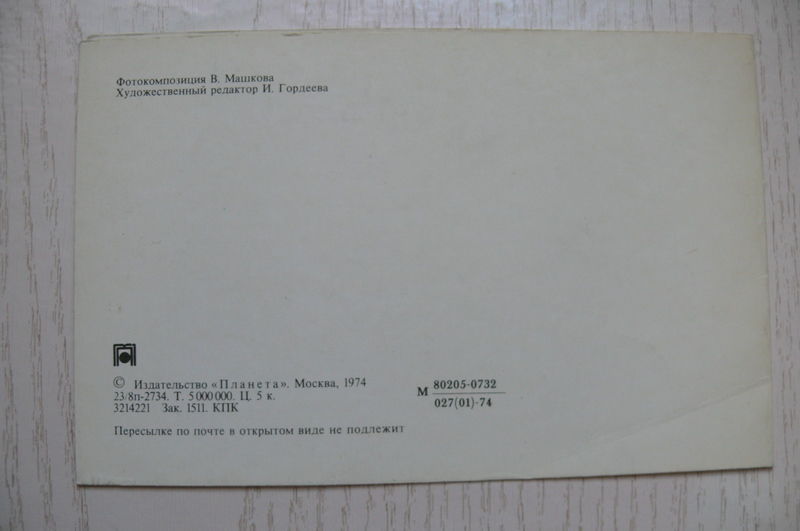 Фотокомпозиция В. Машкова
Художественный редактор И. Гордеева
© Издательство «Планета». Москва, 1974
23/8п-2734. Т. 5 000 000. Ц. 5 к.
3214221 Зак. 1511. КПК
М 80205-0732
027(01)-74
Пересылке по почте в открытом виде не подлежит